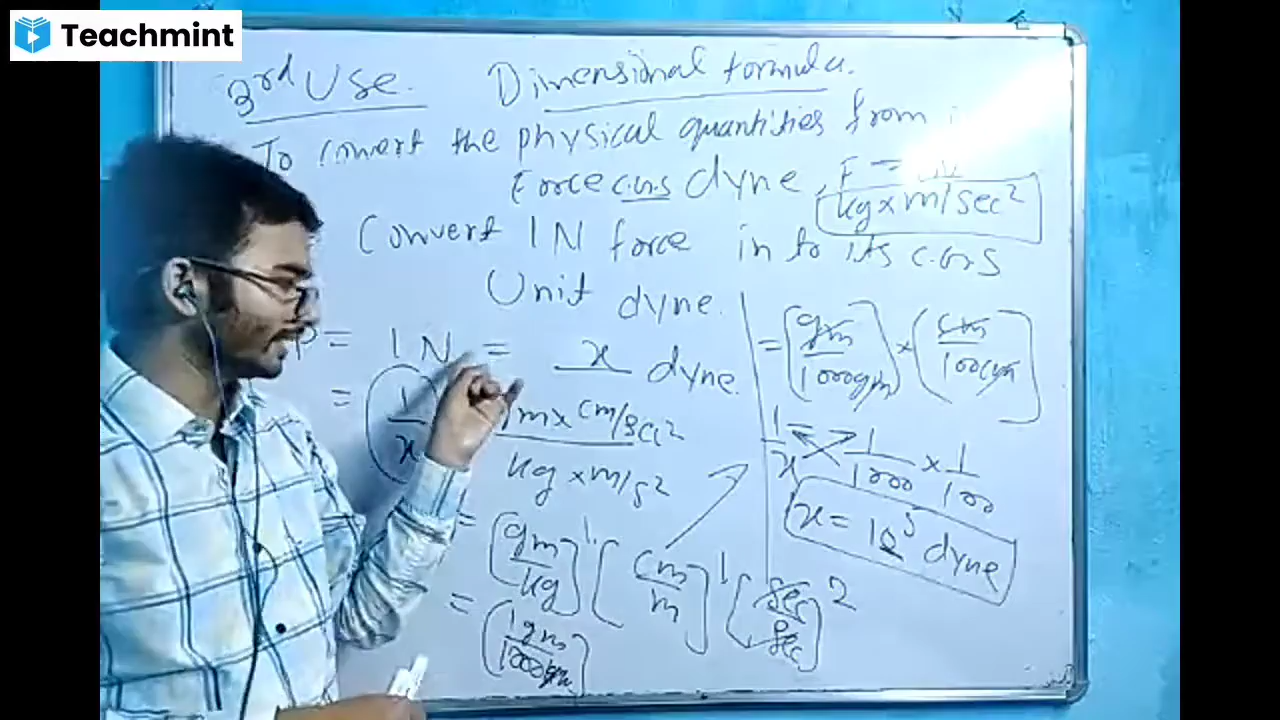 Teachmint
3rd Use. Dimensional formula.
To convert the physical quantities from
Force C.G.S dyne, F =
kg x m/sec²
Convert 1N force in to its C.G.S
Unit dyne.
P = 1N = x dyne.
= 1/x mx cm/sec² / kg x m/s²
= [gm/kg]¹ [cm/m]¹ [sec/sec]²
= (1gm/1000gm)
= (gm/1000gm) x (cm/100cm)
1/x = 1/1000 x 1/100
x = 10⁵ dyne